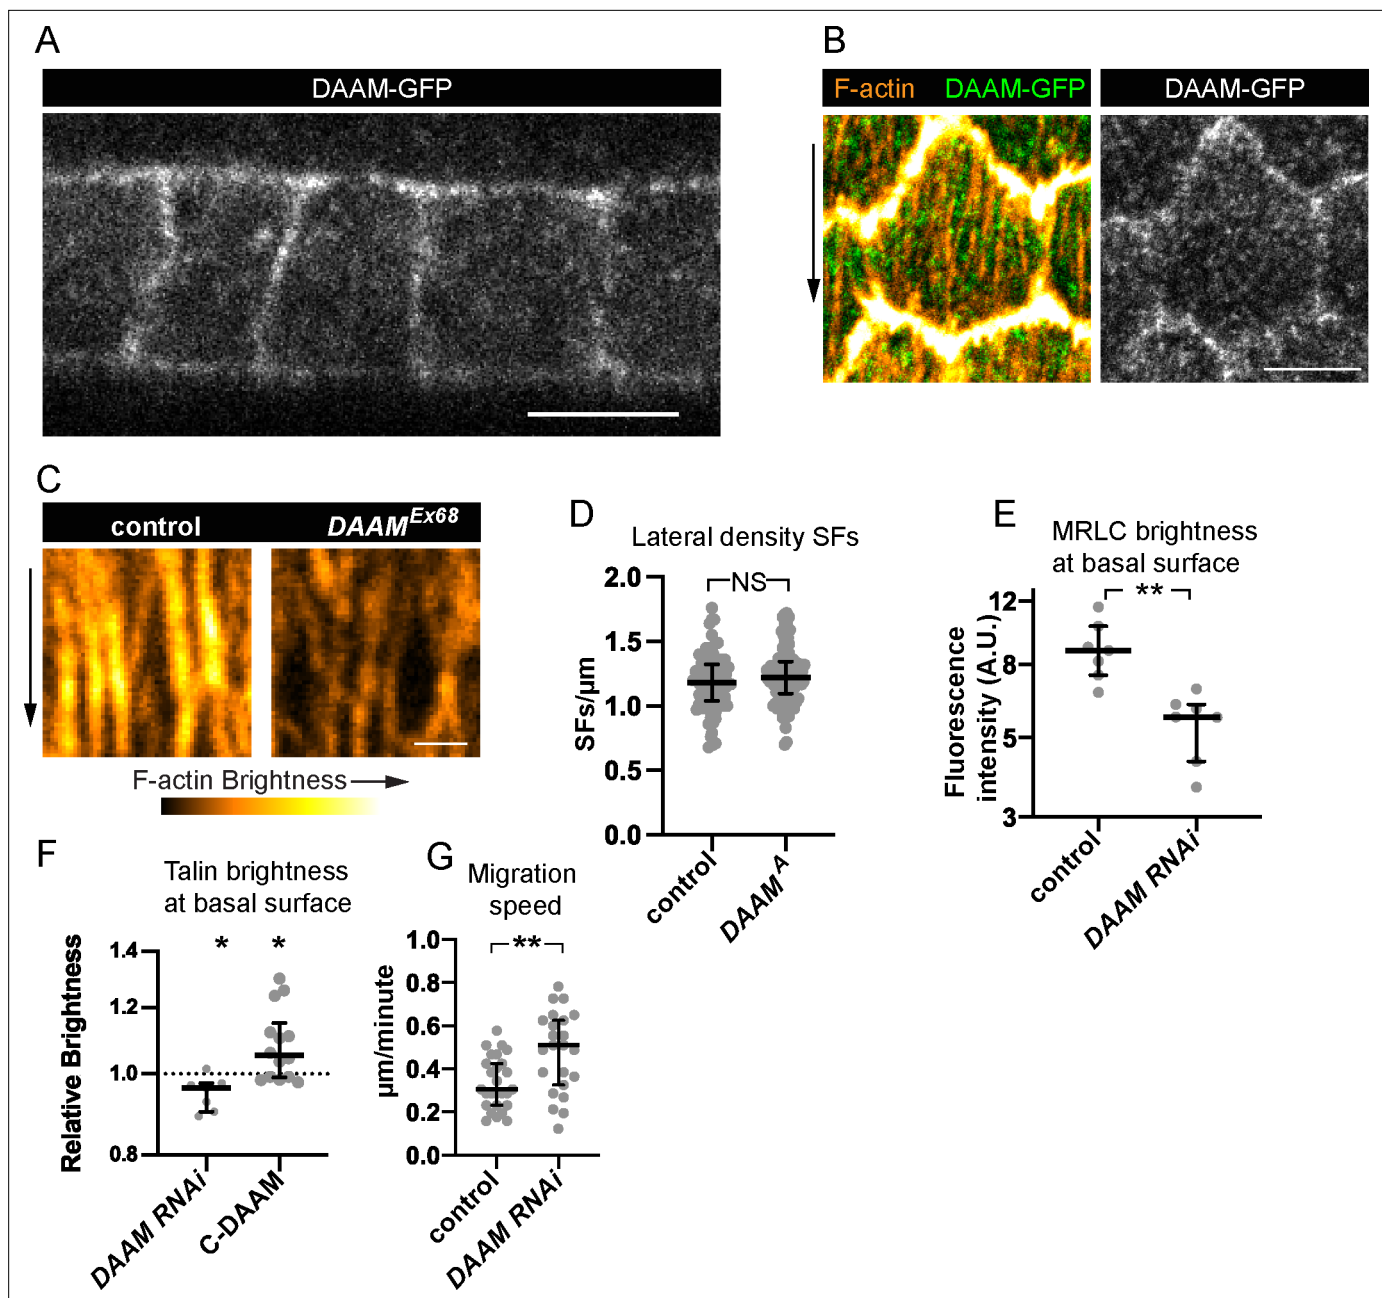 A
DAAM-GFP
B
F-actin DAAM-GFP
DAAM-GFP
C
control
DAAM^Ex68
F-actin Brightness
D
Lateral density SFs
NS
SFs/µm
2.0
1.5
1.0
0.5
0.0
control
DAAM^A
E
MRLC brightness
at basal surface
**
Fluorescence
intensity (A.U.)
12
8
5
3
control
DAAM RNAi
F
Talin brightness
at basal surface
* *
Relative Brightness
1.4
1.2
1.0
0.8
DAAM RNAi
C-DAAM
G
Migration
speed
**
µm/minute
1.0
0.8
0.6
0.4
0.2
0.0
control
DAAM RNAi